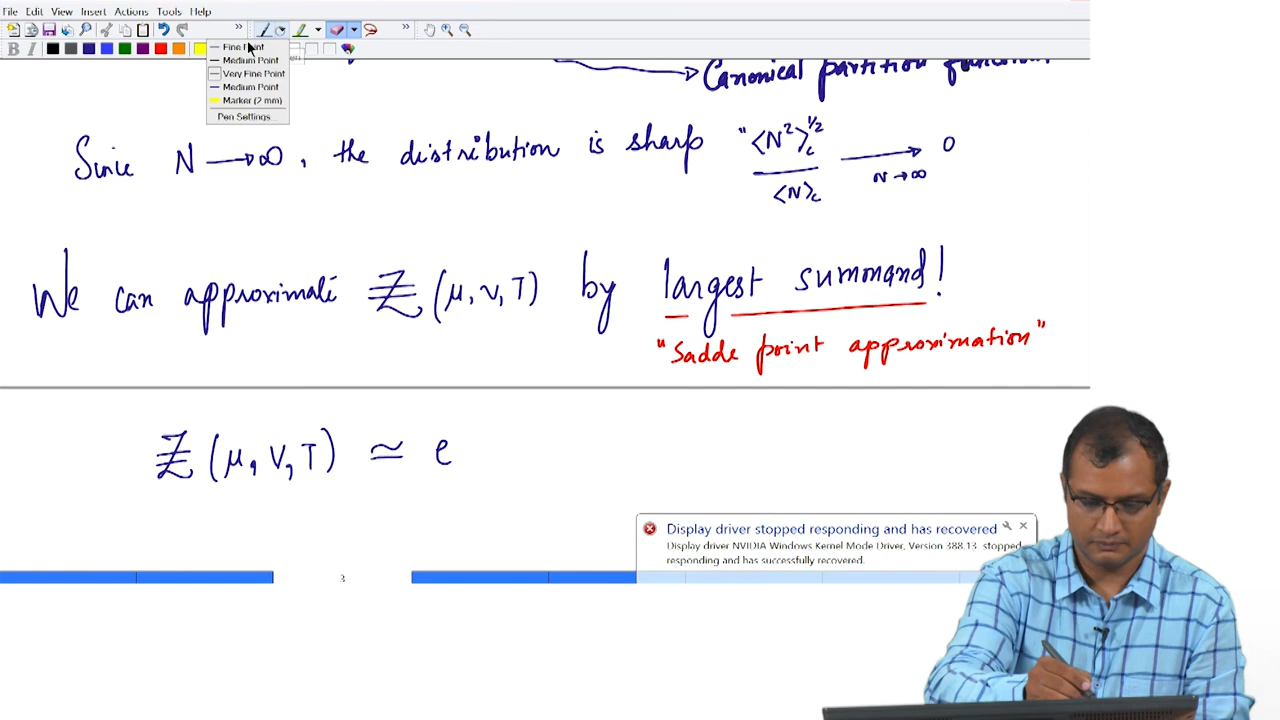 File Edit View Insert Actions Tools Help
Fine Point
Medium Point
Very Fine Point
Medium Point
Marker (2 mm)
Pen Settings...
Canonical partition function
Since N → ∞, the distribution is sharp "⟨N²⟩c^1/2 / ⟨N⟩c → 0
N → ∞
We can approximate Z (μ, V, T) by largest summand!
"Sadde point approximation"
Z (μ, V, T) ≃ e
Display driver stopped responding and has recovered
Display driver NVIDIA Windows Kernel Mode Driver, Version 388.13 stopped
responding and has successfully recovered.
3